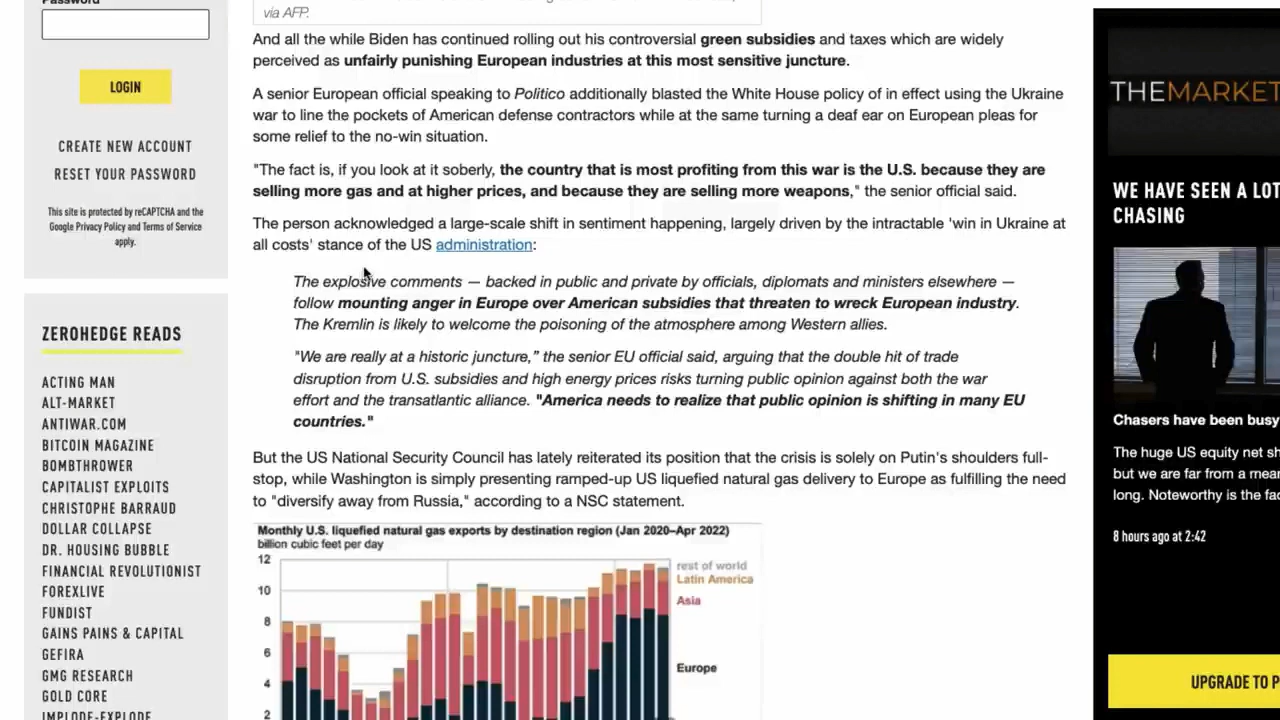 Password
LOGIN
CREATE NEW ACCOUNT
RESET YOUR PASSWORD
This site is protected by reCAPTCHA and the
Google Privacy Policy and Terms of Service
apply.
ZEROHEDGE READS
ACTING MAN
ALT-MARKET
ANTIWAR.COM
BITCOIN MAGAZINE
BOMBTHROWER
CAPITALIST EXPLOITS
CHRISTOPHE BARRAUD
DOLLAR COLLAPSE
DR. HOUSING BUBBLE
FINANCIAL REVOLUTIONIST
FOREXLIVE
FUNDIST
GAINS PAINS & CAPITAL
GEFIRA
GMG RESEARCH
GOLD CORE
IMPLODE-EXPLODE
via AFP.
And all the while Biden has continued rolling out his controversial green subsidies and taxes which are widely
perceived as unfairly punishing European industries at this most sensitive juncture.
A senior European official speaking to Politico additionally blasted the White House policy of in effect using the Ukraine
war to line the pockets of American defense contractors while at the same turning a deaf ear on European pleas for
some relief to the no-win situation.
"The fact is, if you look at it soberly, the country that is most profiting from this war is the U.S. because they are
selling more gas and at higher prices, and because they are selling more weapons," the senior official said.
The person acknowledged a large-scale shift in sentiment happening, largely driven by the intractable 'win in Ukraine at
all costs' stance of the US administration:
The explosive comments — backed in public and private by officials, diplomats and ministers elsewhere —
follow mounting anger in Europe over American subsidies that threaten to wreck European industry.
The Kremlin is likely to welcome the poisoning of the atmosphere among Western allies.
"We are really at a historic juncture,” the senior EU official said, arguing that the double hit of trade
disruption from U.S. subsidies and high energy prices risks turning public opinion against both the war
effort and the transatlantic alliance. "America needs to realize that public opinion is shifting in many EU
countries."
But the US National Security Council has lately reiterated its position that the crisis is solely on Putin's shoulders full-
stop, while Washington is simply presenting ramped-up US liquefied natural gas delivery to Europe as fulfilling the need
to "diversify away from Russia," according to a NSC statement.
Monthly U.S. liquefied natural gas exports by destination region (Jan 2020–Apr 2022)
billion cubic feet per day
12
10
8
6
4
2
rest of world
Latin America
Asia
Europe
THEMARKET
WE HAVE SEEN A LOT
CHASING
Chasers have been busy
The huge US equity net sh
but we are far from a mean
long. Noteworthy is the fac
8 hours ago at 2:42
UPGRADE TO P